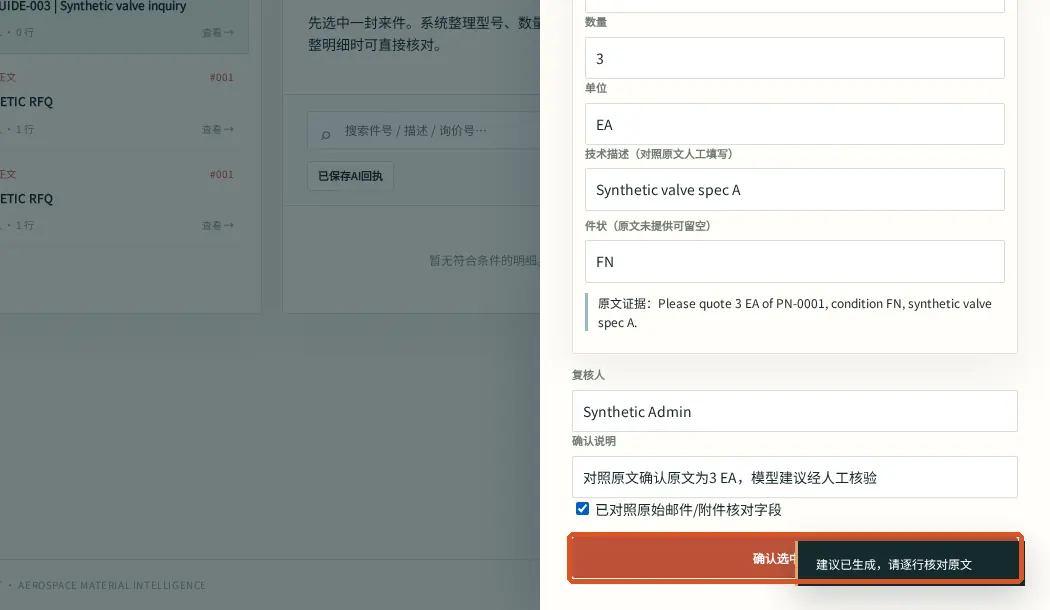 UIDE-003 | Synthetic valve inquiry
· 0 行
查看 →
正文
#001
ETIC RFQ
· 1 行
查看 →
正文
#001
ETIC RFQ
· 1 行
查看 →
先选中一封来件。系统整理型号、数量
整明细时可直接核对。
搜索件号 / 描述 / 询价号…
已保存AI回执
暂无符合条件的明细。
· AEROSPACE MATERIAL INTELLIGENCE
数量
3
单位
EA
技术描述（对照原文人工填写）
Synthetic valve spec A
件状（原文未提供可留空）
FN
原文证据：Please quote 3 EA of PN-0001, condition FN, synthetic valve
spec A.
复核人
Synthetic Admin
确认说明
对照原文确认原文为3 EA，模型建议经人工核验
已对照原始邮件/附件核对字段
确认选中
建议已生成，请逐行核对原文